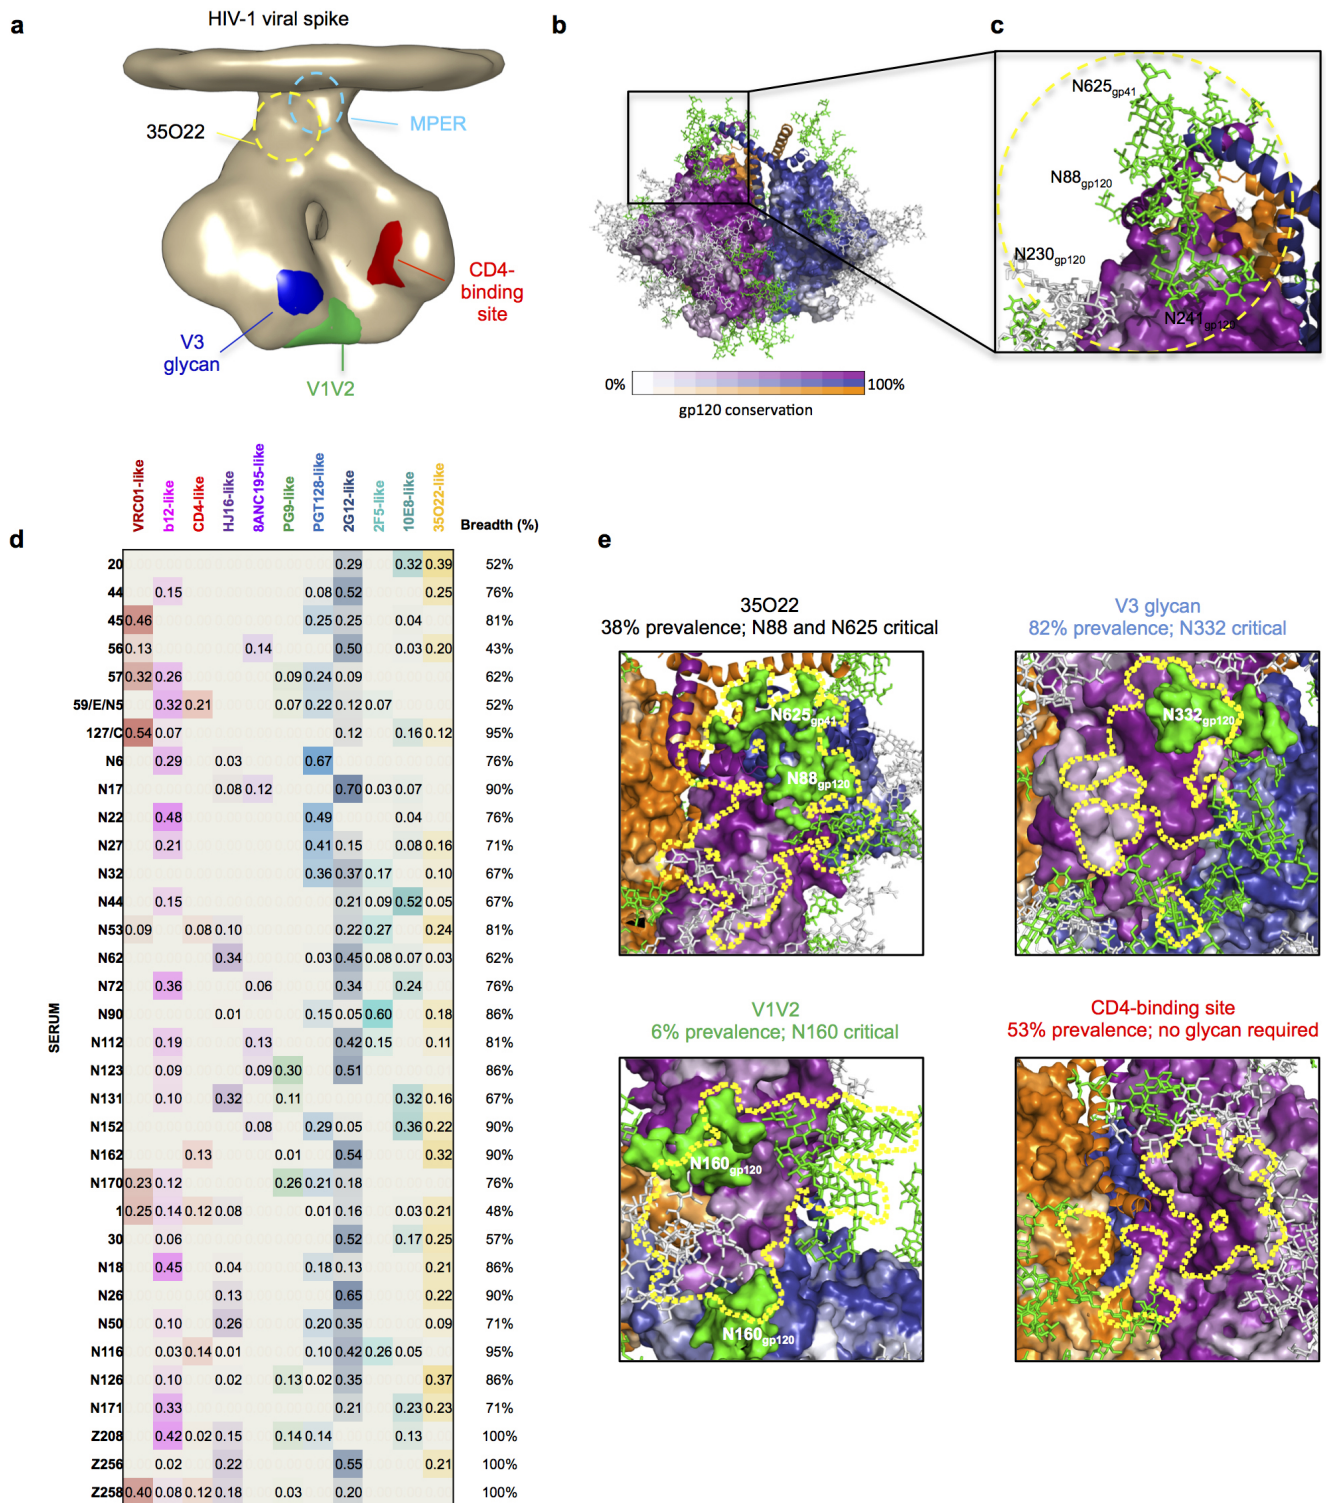 a
HIV-1 viral spike
35O22
MPER
CD4-
binding
site
V3
glycan
V1V2
b
0%
100%
gp120 conservation
c
N625gp41
N88gp120
N230gp120
N241gp120
d
VRC01-like
b12-like
CD4-like
HJ16-like
8ANC195-like
PG9-like
PGT128-like
2G12-like
2F5-like
10E8-like
35O22-like
Breadth (%)
SERUM
20 0.29 0.32 0.39 52%
44 0.15 0.08 0.52 0.25 76%
45 0.46 0.25 0.25 0.04 81%
56 0.13 0.14 0.50 0.03 0.20 43%
57 0.32 0.26 0.09 0.24 0.09 62%
59/E/N5 0.32 0.21 0.07 0.22 0.12 0.07 52%
127/C 0.54 0.07 0.12 0.16 0.12 95%
N6 0.29 0.03 0.67 76%
N17 0.08 0.12 0.70 0.03 0.07 90%
N22 0.48 0.49 0.04 76%
N27 0.21 0.41 0.15 0.08 0.16 71%
N32 0.36 0.37 0.17 0.10 67%
N44 0.15 0.21 0.09 0.52 0.05 67%
N53 0.09 0.08 0.10 0.22 0.27 0.24 81%
N62 0.34 0.03 0.45 0.08 0.07 0.03 62%
N72 0.36 0.06 0.34 0.24 76%
N90 0.01 0.15 0.05 0.60 0.18 86%
N112 0.19 0.13 0.42 0.15 0.11 81%
N123 0.09 0.09 0.30 0.51 86%
N131 0.10 0.32 0.11 0.32 0.16 67%
N152 0.08 0.29 0.05 0.36 0.22 90%
N162 0.13 0.01 0.54 0.32 90%
N170 0.23 0.12 0.26 0.21 0.18 76%
1 0.25 0.14 0.12 0.08 0.01 0.16 0.03 0.21 48%
30 0.06 0.52 0.17 0.25 57%
N18 0.45 0.04 0.18 0.13 0.21 86%
N26 0.13 0.65 0.22 90%
N50 0.10 0.26 0.20 0.35 0.09 71%
N116 0.03 0.14 0.01 0.10 0.42 0.26 0.05 95%
N126 0.10 0.02 0.13 0.02 0.35 0.37 86%
N171 0.33 0.21 0.23 0.23 71%
Z208 0.42 0.02 0.15 0.14 0.14 0.13 100%
Z256 0.02 0.22 0.55 0.21 100%
Z258 0.40 0.08 0.12 0.18 0.03 0.20 100%
e
35O22
38% prevalence; N88 and N625 critical
N625gp41
N88gp120
V3 glycan
82% prevalence; N332 critical
N332gp120
V1V2
6% prevalence; N160 critical
N160gp120
N160gp120
CD4-binding site
53% prevalence; no glycan required